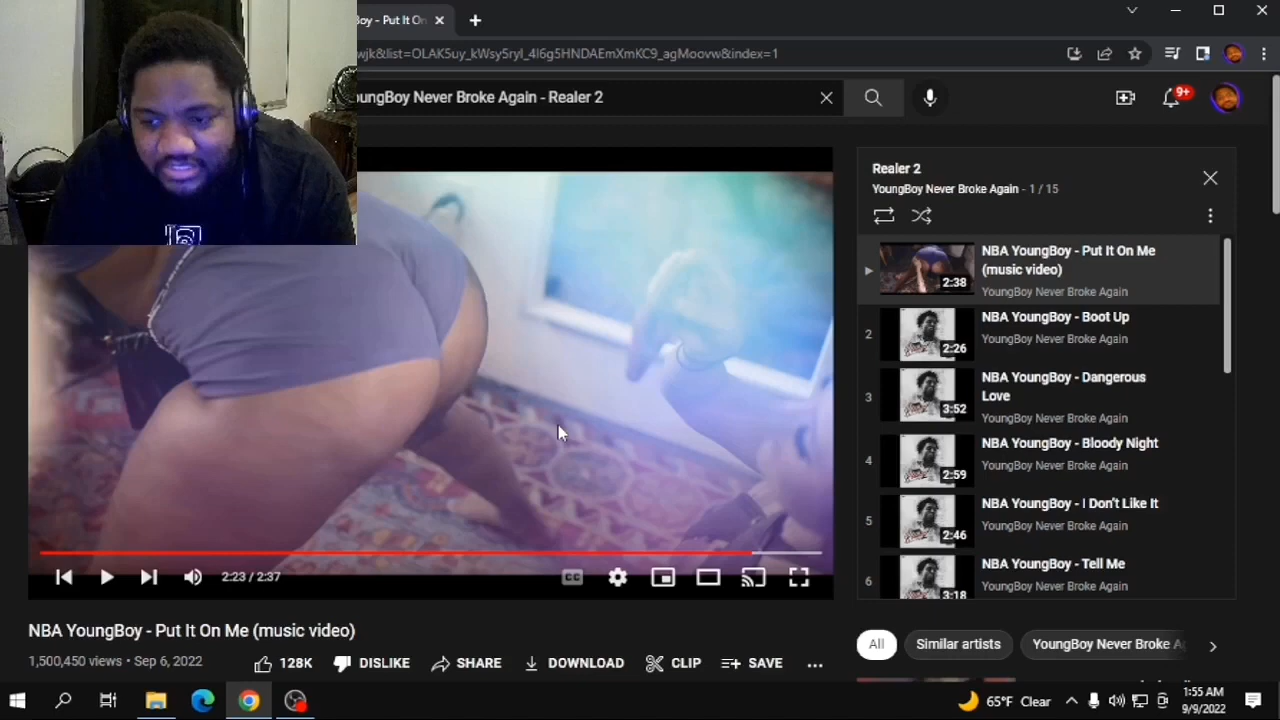 oy - Put It On
wjk&list=OLAK5uy_kWsy5ryl_4l6g5HNDAEmXmKC9_agMoovw&index=1
oungBoy Never Broke Again - Realer 2
9+
Realer 2
YoungBoy Never Broke Again - 1 / 15
NBA YoungBoy - Put It On Me
(music video)
2:38
YoungBoy Never Broke Again
2
NBA YoungBoy - Boot Up
YoungBoy Never Broke Again
2:26
3
NBA YoungBoy - Dangerous
Love
3:52
YoungBoy Never Broke Again
4
NBA YoungBoy - Bloody Night
YoungBoy Never Broke Again
2:59
5
NBA YoungBoy - I Don't Like It
YoungBoy Never Broke Again
2:46
6
NBA YoungBoy - Tell Me
YoungBoy Never Broke Again
3:18
2:23 / 2:37
CC
NBA YoungBoy - Put It On Me (music video)
1,500,450 views • Sep 6, 2022
128K
DISLIKE
SHARE
DOWNLOAD
CLIP
SAVE
All
Similar artists
YoungBoy Never Broke A
65°F Clear
1:55 AM
9/9/2022